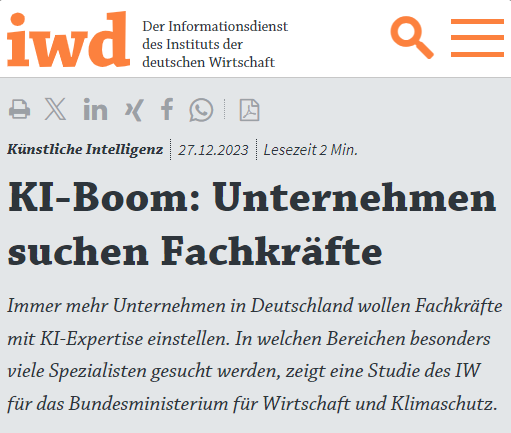 iwd
Der Informationsdienst
des Instituts der
deutschen Wirtschaft
Künstliche Intelligenz 27.12.2023 Lesezeit 2 Min.
KI-Boom: Unternehmen
suchen Fachkräfte
Immer mehr Unternehmen in Deutschland wollen Fachkräfte
mit KI-Expertise einstellen. In welchen Bereichen besonders
viele Spezialisten gesucht werden, zeigt eine Studie des IW
für das Bundesministerium für Wirtschaft und Klimaschutz.